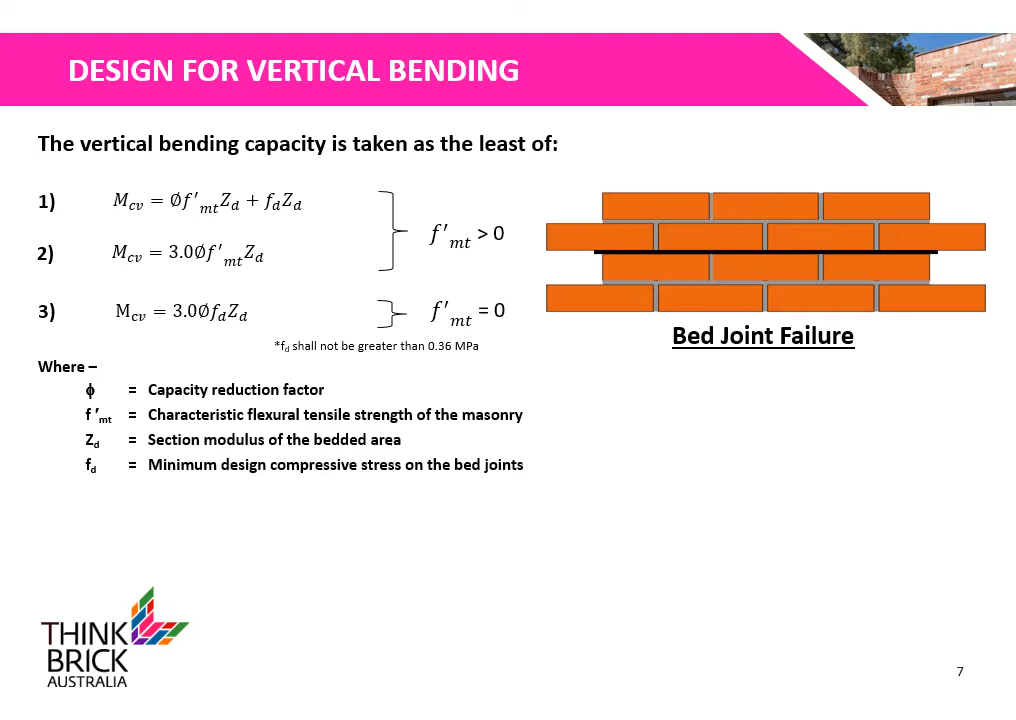 DESIGN FOR VERTICAL BENDING
The vertical bending capacity is taken as the least of:
1) M_cv = ∅f′_mt Z_d + f_d Z_d
2) M_cv = 3.0∅f′_mt Z_d
f′_mt > 0
3) M_cv = 3.0∅f_d Z_d
f′_mt = 0
*f_d shall not be greater than 0.36 MPa
Bed Joint Failure
Where –
ϕ = Capacity reduction factor
f ′_mt = Characteristic flexural tensile strength of the masonry
Z_d = Section modulus of the bedded area
f_d = Minimum design compressive stress on the bed joints
THINK
BRICK
AUSTRALIA
7